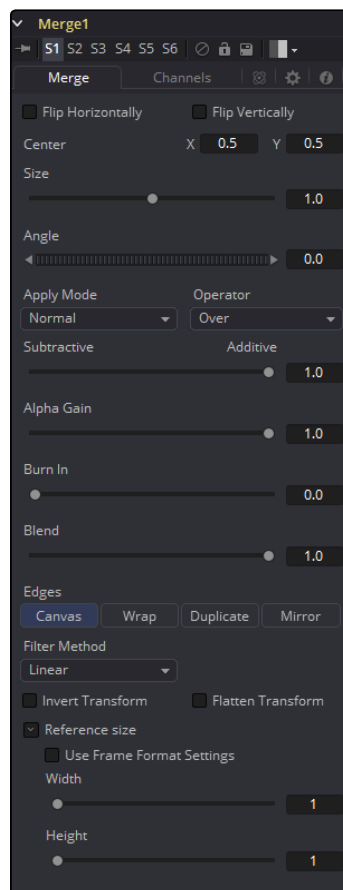 Merge1
S1 S2 S3 S4 S5 S6
Merge Channels
Flip Horizontally Flip Vertically
Center X 0.5 Y 0.5
Size
1.0
Angle
0.0
Apply Mode Operator
Normal Over
Subtractive Additive
1.0
Alpha Gain
1.0
Burn In
0.0
Blend
1.0
Edges
Canvas Wrap Duplicate Mirror
Filter Method
Linear
Invert Transform Flatten Transform
Reference size
Use Frame Format Settings
Width
1
Height
1